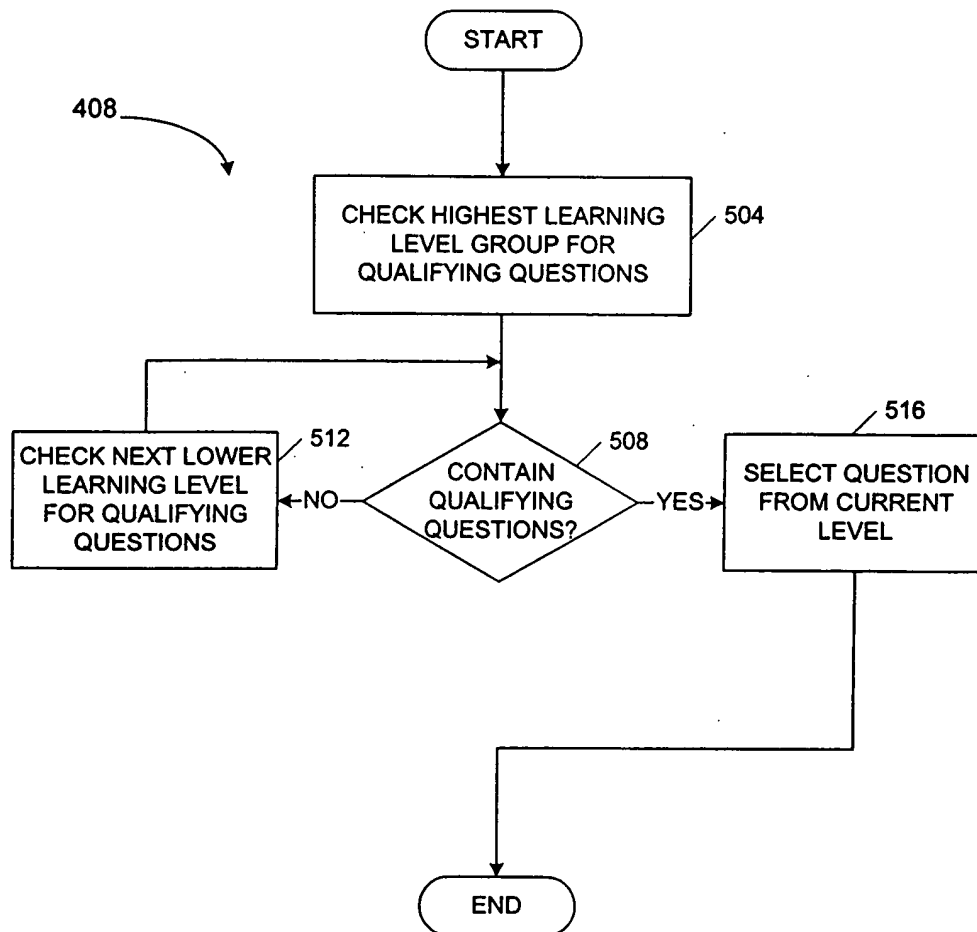 START
408
CHECK HIGHEST LEARNING
LEVEL GROUP FOR
QUALIFYING QUESTIONS
504
CHECK NEXT LOWER
LEARNING LEVEL
FOR QUALIFYING
QUESTIONS
512
NO
CONTAIN
QUALIFYING
QUESTIONS?
508
YES
516
SELECT QUESTION
FROM CURRENT
LEVEL
END